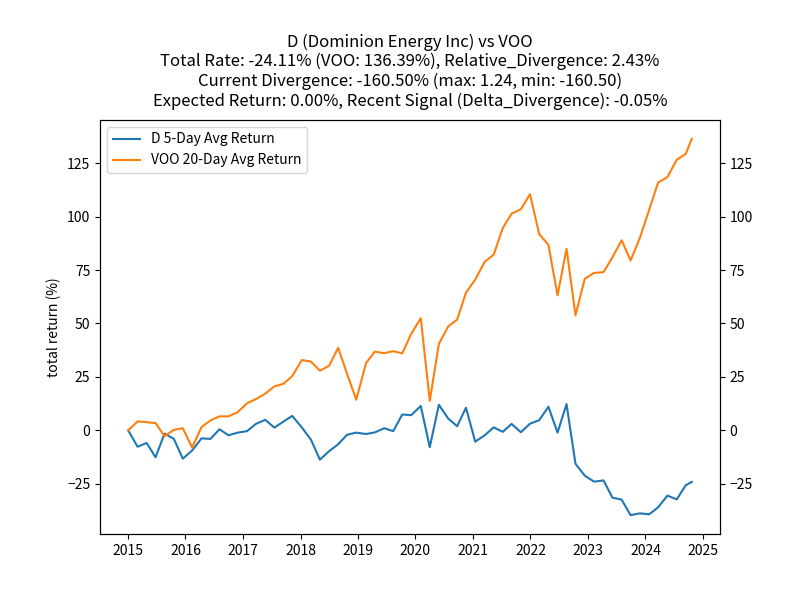 D (Dominion Energy Inc) vs VOO
Total Rate: -24.11% (VOO: 136.39%), Relative_Divergence: 2.43%
Current Divergence: -160.50% (max: 1.24, min: -160.50)
Expected Return: 0.00%, Recent Signal (Delta_Divergence): -0.05%
D 5-Day Avg Return
VOO 20-Day Avg Return
total return (%)
125 125
100 100
75 75
50 50
25 25
0 0
−25 −25
2015 2016 2017 2018 2019 2020 2021 2022 2023 2024 2025